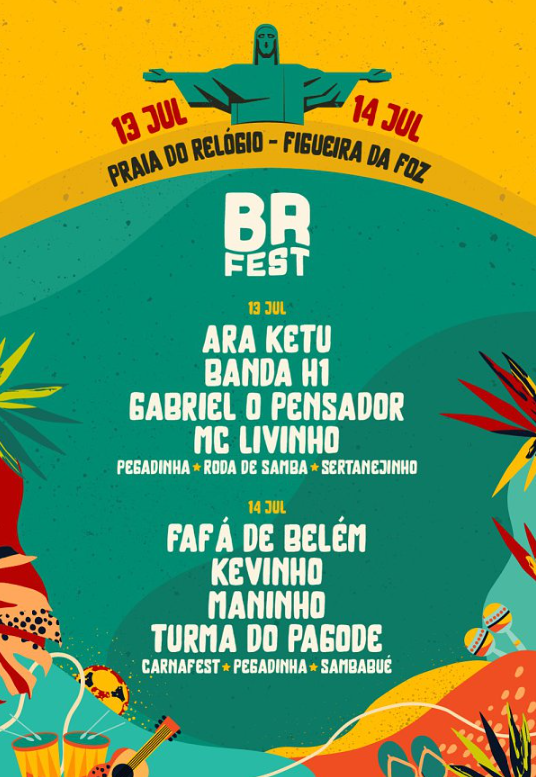 13 JUL
14 JUL
PRAIA DO RELÓGIO - FIGUEIRA DA FOZ
BR
FEST
13 JUL
ARA KETU
BANDA H1
GABRIEL O PENSADOR
MC LIVINHO
PEGADINHA ★ RODA DE SAMBA ★ SERTANEJINHO
14 JUL
FAFÁ DE BELÉM
KEVINHO
MANINHO
TURMA DO PAGODE
CARNAFEST ★ PEGADINHA ★ SAMBABUÉ